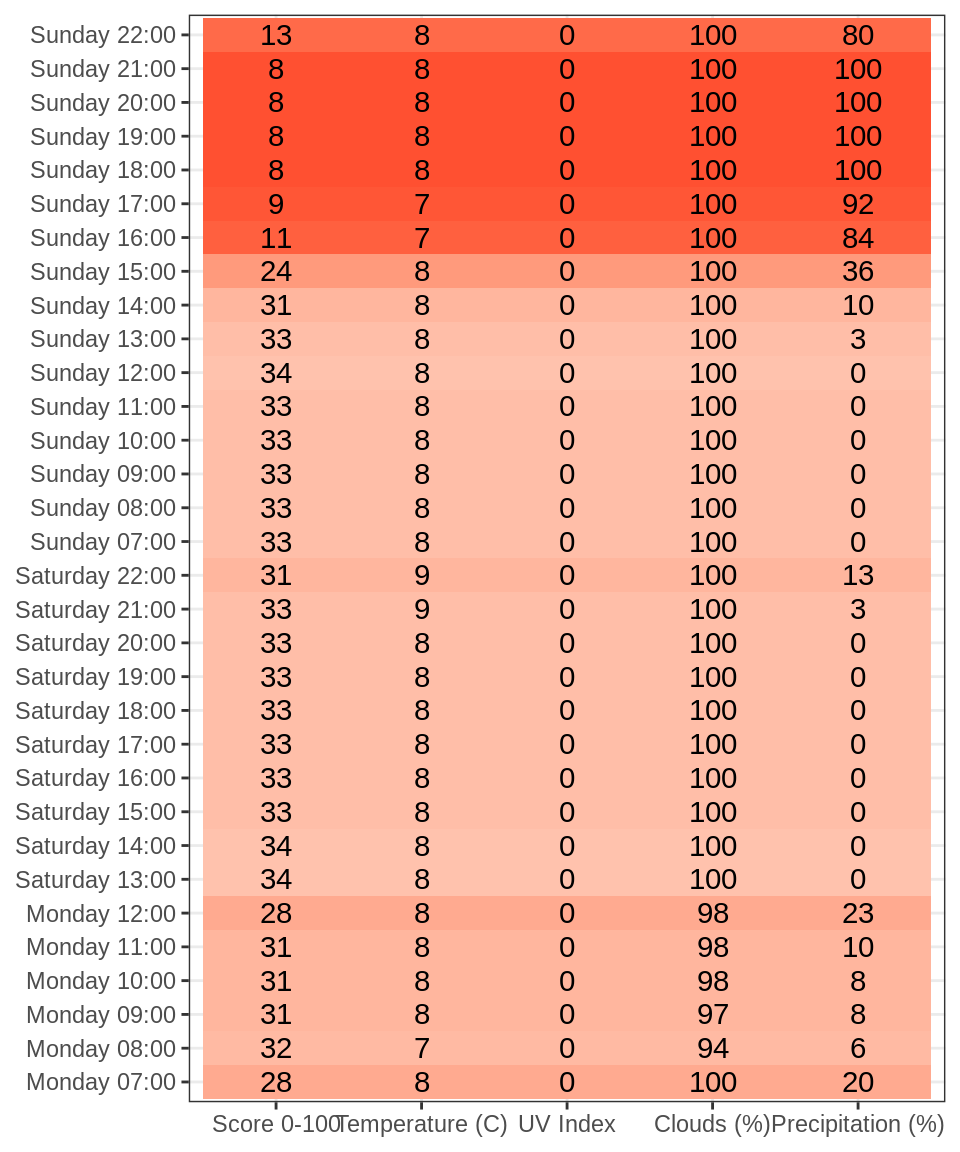 Sunday 22:00 13 8 0 100 80
Sunday 21:00 8 8 0 100 100
Sunday 20:00 8 8 0 100 100
Sunday 19:00 8 8 0 100 100
Sunday 18:00 8 8 0 100 100
Sunday 17:00 9 7 0 100 92
Sunday 16:00 11 7 0 100 84
Sunday 15:00 24 8 0 100 36
Sunday 14:00 31 8 0 100 10
Sunday 13:00 33 8 0 100 3
Sunday 12:00 34 8 0 100 0
Sunday 11:00 33 8 0 100 0
Sunday 10:00 33 8 0 100 0
Sunday 09:00 33 8 0 100 0
Sunday 08:00 33 8 0 100 0
Sunday 07:00 33 8 0 100 0
Saturday 22:00 31 9 0 100 13
Saturday 21:00 33 9 0 100 3
Saturday 20:00 33 8 0 100 0
Saturday 19:00 33 8 0 100 0
Saturday 18:00 33 8 0 100 0
Saturday 17:00 33 8 0 100 0
Saturday 16:00 33 8 0 100 0
Saturday 15:00 33 8 0 100 0
Saturday 14:00 34 8 0 100 0
Saturday 13:00 34 8 0 100 0
Monday 12:00 28 8 0 98 23
Monday 11:00 31 8 0 98 10
Monday 10:00 31 8 0 98 8
Monday 09:00 31 8 0 97 8
Monday 08:00 32 7 0 94 6
Monday 07:00 28 8 0 100 20
Score 0-100 Temperature (C) UV Index Clouds (%) Precipitation (%)